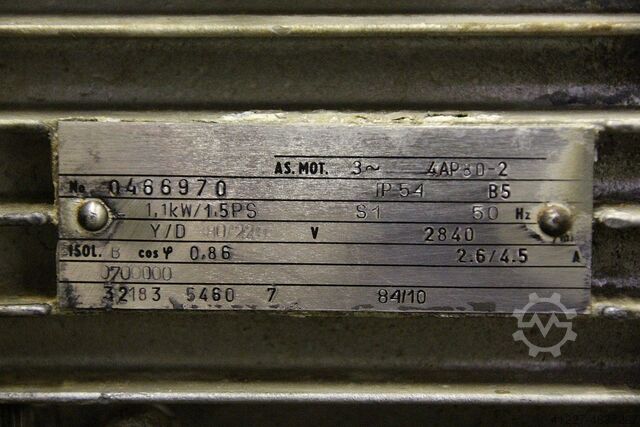 AS. MOT. 3~ 4AP80-2
No. 0466970 IP 54 B5
1,1kW/1.5PS S1 50 Hz
Y/D V 2840
ISOL. B cos φ 0,86 2.6/4.5 A
0700000
32183 5460 7 84/10